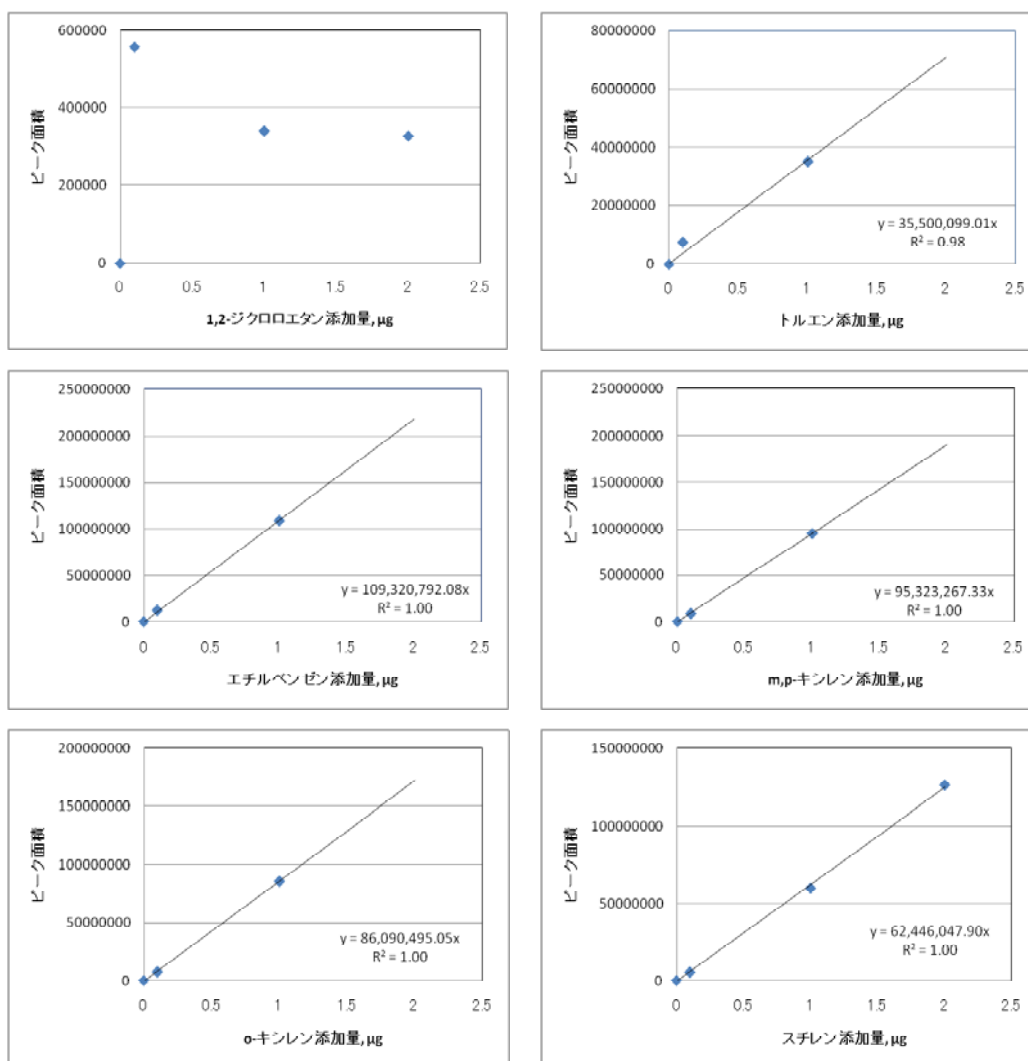 600000
400000
200000
0
ピーク面積
0 0.5 1 1.5 2 2.5
1,2-ジクロロエタン添加量, μg
80000000
60000000
40000000
20000000
0
ピーク面積
y = 35,500,099.01x
R² = 0.98
0 0.5 1 1.5 2 2.5
トルエン添加量, μg
250000000
200000000
150000000
100000000
50000000
0
ピーク面積
y = 109,320,792.08x
R² = 1.00
0 0.5 1 1.5 2 2.5
エチルベンゼン添加量, μg
250000000
200000000
150000000
100000000
50000000
0
ピーク面積
y = 95,323,267.33x
R² = 1.00
0 0.5 1 1.5 2 2.5
m,p-キシレン添加量, μg
200000000
150000000
100000000
50000000
0
ピーク面積
y = 86,090,495.05x
R² = 1.00
0 0.5 1 1.5 2 2.5
o-キシレン添加量, μg
150000000
100000000
50000000
0
ピーク面積
y = 62,446,047.90x
R² = 1.00
0 0.5 1 1.5 2 2.5
スチレン添加量, μg